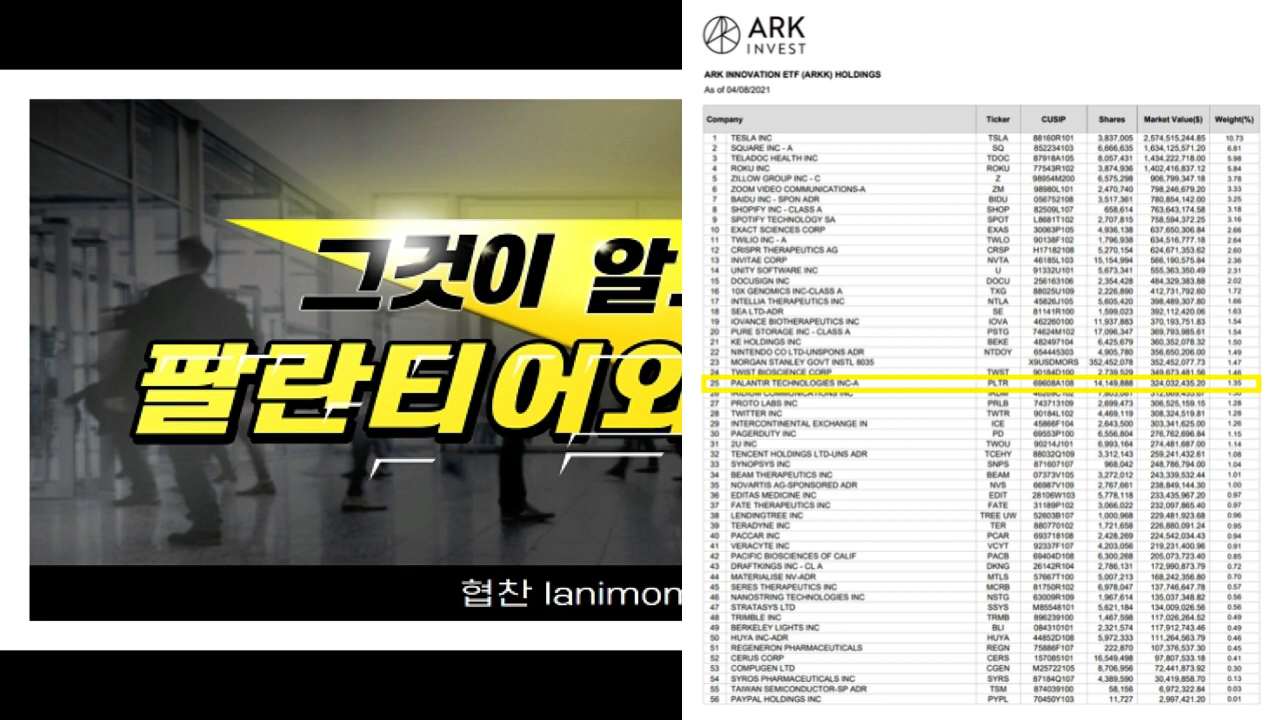 그것이 알
팔란티어와
협찬 lanimon
ARK
INVEST
ARK INNOVATION ETF (ARKK) HOLDINGS
As of 04/08/2021
Company Ticker CUSIP Shares Market Value($) Weight(%)
1 TESLA INC TSLA 88160R101 3,837,005 2,574,515,244.85 10.73
2 SQUARE INC - A SQ 852234103 6,666,635 1,634,125,571.20 6.81
3 TELADOC HEALTH INC TDOC 87918A105 8,057,431 1,434,222,718.00 5.98
4 ROKU INC ROKU 77543R102 3,874,936 1,402,416,837.12 5.84
5 ZILLOW GROUP INC - C Z 98954M200 6,575,298 906,799,347.18 3.78
6 ZOOM VIDEO COMMUNICATIONS-A ZM 98980L101 2,470,740 798,246,679.20 3.33
7 BAIDU INC - SPON ADR BIDU 056752108 3,517,361 780,854,142.00 3.25
8 SHOPIFY INC - CLASS A SHOP 82509L107 658,614 763,643,174.58 3.18
9 SPOTIFY TECHNOLOGY SA SPOT L8681T102 2,707,815 758,594,372.25 3.16
10 EXACT SCIENCES CORP EXAS 30063P105 4,936,138 637,650,306.84 2.66
11 TWILIO INC - A TWLO 90138F102 1,796,938 634,516,777.18 2.64
12 CRISPR THERAPEUTICS AG CRSP H17182108 5,270,154 624,671,353.62 2.60
13 INVITAE CORP NVTA 46185L103 15,154,994 566,190,575.84 2.36
14 UNITY SOFTWARE INC U 91332U101 5,673,341 555,363,350.49 2.31
15 DOCUSIGN INC DOCU 256163106 2,354,428 484,329,383.88 2.02
16 10X GENOMICS INC-CLASS A TXG 88025U109 2,226,890 412,731,792.60 1.72
17 INTELLIA THERAPEUTICS INC NTLA 45826J105 5,605,420 398,489,307.80 1.66
18 SEA LTD-ADR SE 81141R100 1,599,023 392,112,420.06 1.63
19 IOVANCE BIOTHERAPEUTICS INC IOVA 462260100 11,937,883 370,193,751.83 1.54
20 PURE STORAGE INC - CLASS A PSTG 74624M102 17,096,347 369,793,985.61 1.54
21 KE HOLDINGS INC BEKE 482497104 6,425,679 360,352,078.32 1.50
22 NINTENDO CO LTD-UNSPONS ADR NTDOY 654445303 4,905,780 356,650,206.00 1.49
23 MORGAN STANLEY GOVT INSTL 8035 X9USDMORS 352,452,078 352,452,077.73 1.47
24 TWIST BIOSCIENCE CORP TWST 90184D100 2,739,529 349,673,481.56 1.46
25 PALANTIR TECHNOLOGIES INC-A PLTR 69608A108 14,149,888 324,032,435.20 1.35
26 IRIDIUM COMMUNICATIONS INC IRDM
27 PROTO LABS INC PRLB 743713109 2,699,473 306,525,159.15 1.28
28 TWITTER INC TWTR 90184L102 4,469,119 308,324,519.81 1.28
29 INTERCONTINENTAL EXCHANGE IN ICE 45866F104 2,643,500 303,341,625.00 1.26
30 PAGERDUTY INC PD 69553P100 6,556,804 276,762,696.84 1.15
31 2U INC TWOU 90214J101 6,993,164 274,481,687.00 1.14
32 TENCENT HOLDINGS LTD-UNS ADR TCEHY 88032Q109 3,312,143 259,241,432.61 1.08
33 SYNOPSYS INC SNPS 871607107 968,042 248,786,794.00 1.04
34 BEAM THERAPEUTICS INC BEAM 07373V105 3,272,012 243,339,532.44 1.01
35 NOVARTIS AG-SPONSORED ADR NVS 66987V109 2,767,661 238,849,144.30 1.00
36 EDITAS MEDICINE INC EDIT 28106W103 5,778,118 233,435,967.20 0.97
37 FATE THERAPEUTICS INC FATE 31189P102 3,066,022 232,097,865.40 0.97
38 LENDINGTREE INC TREE UW 52603B107 1,000,968 229,481,923.68 0.96
39 TERADYNE INC TER 880770102 1,721,658 226,880,091.24 0.95
40 PACCAR INC PCAR 693718108 2,428,269 224,542,034.43 0.94
41 VERACYTE INC VCYT 92337F107 4,203,056 219,231,400.96 0.91
42 PACIFIC BIOSCIENCES OF CALIF PACB 69404D108 6,300,268 205,073,723.40 0.85
43 DRAFTKINGS INC - CL A DKNG 26142R104 2,786,131 172,990,873.79 0.72
44 MATERIALISE NV-ADR MTLS 57667T100 5,007,213 168,242,356.80 0.70
45 SERES THERAPEUTICS INC MCRB 81750R102 6,978,047 137,746,647.78 0.57
46 NANOSTRING TECHNOLOGIES INC NSTG 63009R109 1,967,614 135,037,348.82 0.56
47 STRATASYS LTD SSYS M85548101 5,621,184 134,009,026.56 0.56
48 TRIMBLE INC TRMB 896239100 1,467,598 117,026,264.52 0.49
49 BERKELEY LIGHTS INC BLI 084310101 2,321,574 117,912,743.46 0.49
50 HUYA INC-ADR HUYA 44852D108 5,972,333 111,264,563.79 0.46
51 REGENERON PHARMACEUTICALS REGN 75886F107 222,870 107,376,537.30 0.45
52 CERUS CORP CERS 157085101 16,549,498 97,807,533.18 0.41
53 COMPUGEN LTD CGEN M25722105 8,706,956 72,441,873.92 0.30
54 SYROS PHARMACEUTICALS INC SYRS 87184Q107 4,389,590 30,419,858.70 0.13
55 TAIWAN SEMICONDUCTOR-SP ADR TSM 874039100 58,156 6,972,322.84 0.03
56 PAYPAL HOLDINGS INC PYPL 70450Y103 11,727 2,997,421.20 0.01